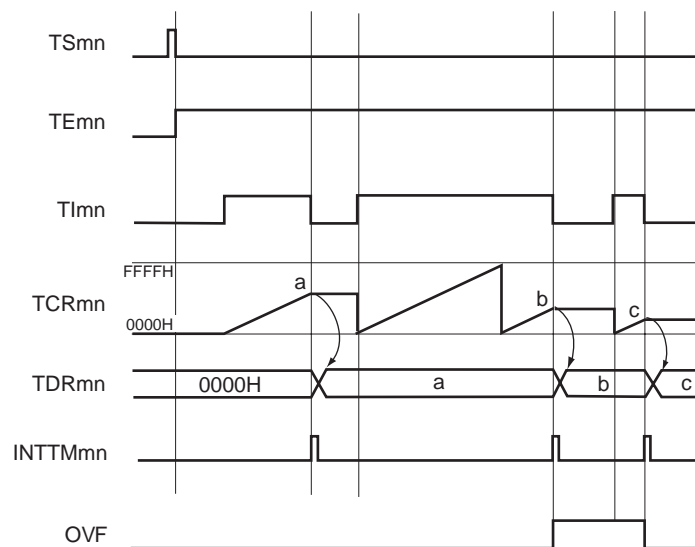 TSmn
TEmn
TImn
FFFFH
a
b
c
TCRmn
0000H
TDRmn
0000H
a
b
c
INTTMmn
OVF